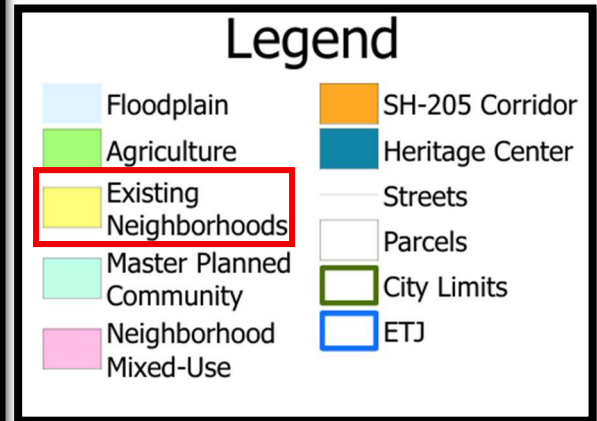 Legend
Floodplain
Agriculture
Existing
Neighborhoods
Master Planned
Community
Neighborhood
Mixed-Use
SH-205 Corridor
Heritage Center
Streets
Parcels
City Limits
ETJ